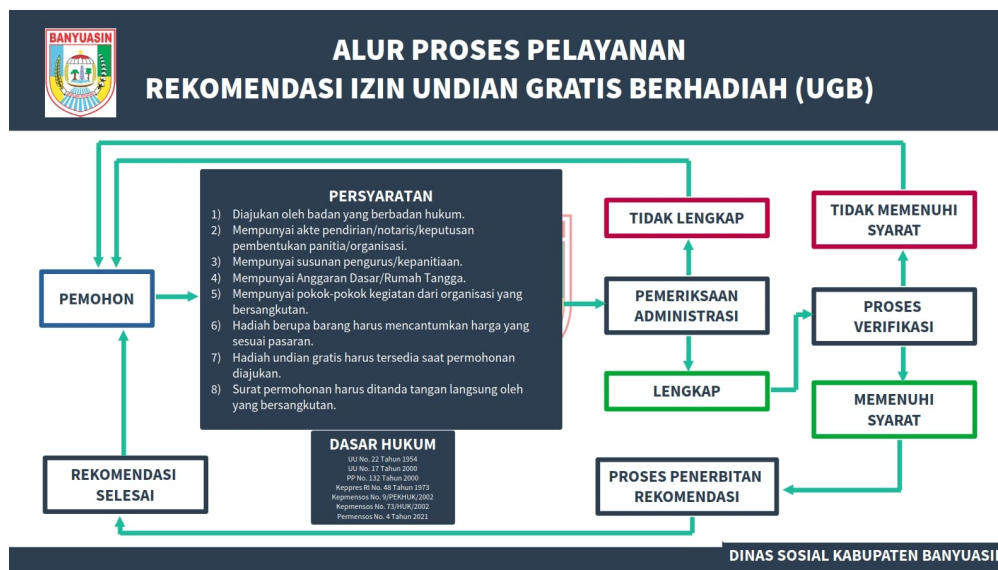 BANYUASIN
ALUR PROSES PELAYANAN
REKOMENDASI IZIN UNDIAN GRATIS BERHADIAH (UGB)
PEMOHON
PERSYARATAN
1) Diajukan oleh badan yang berbadan hukum.
2) Mempunyai akte pendirian/notaris/keputusan
pembentukan panitia/organisasi.
3) Mempunyai susunan pengurus/kepanitiaan.
4) Mempunyai Anggaran Dasar/Rumah Tangga.
5) Mempunyai pokok-pokok kegiatan dari organisasi yang
bersangkutan.
6) Hadiah berupa barang harus mencantumkan harga yang
sesuai pasaran.
7) Hadiah undian gratis harus tersedia saat permohonan
diajukan.
8) Surat permohonan harus ditanda tangan langsung oleh
yang bersangkutan.
TIDAK LENGKAP
PEMERIKSAAN
ADMINISTRASI
LENGKAP
TIDAK MEMENUHI
SYARAT
PROSES
VERIFIKASI
MEMENUHI
SYARAT
PROSES PENERBITAN
REKOMENDASI
REKOMENDASI
SELESAI
DASAR HUKUM
UU No. 22 Tahun 1954
UU No. 17 Tahun 2000
PP No. 132 Tahun 2000
Keppres RI No. 48 Tahun 1973
Kepmensos No. 9/PEKHUK/2002
Kepmensos No. 73/HUK/2002
Permensos No. 4 Tahun 2021
DINAS SOSIAL KABUPATEN BANYUASIN